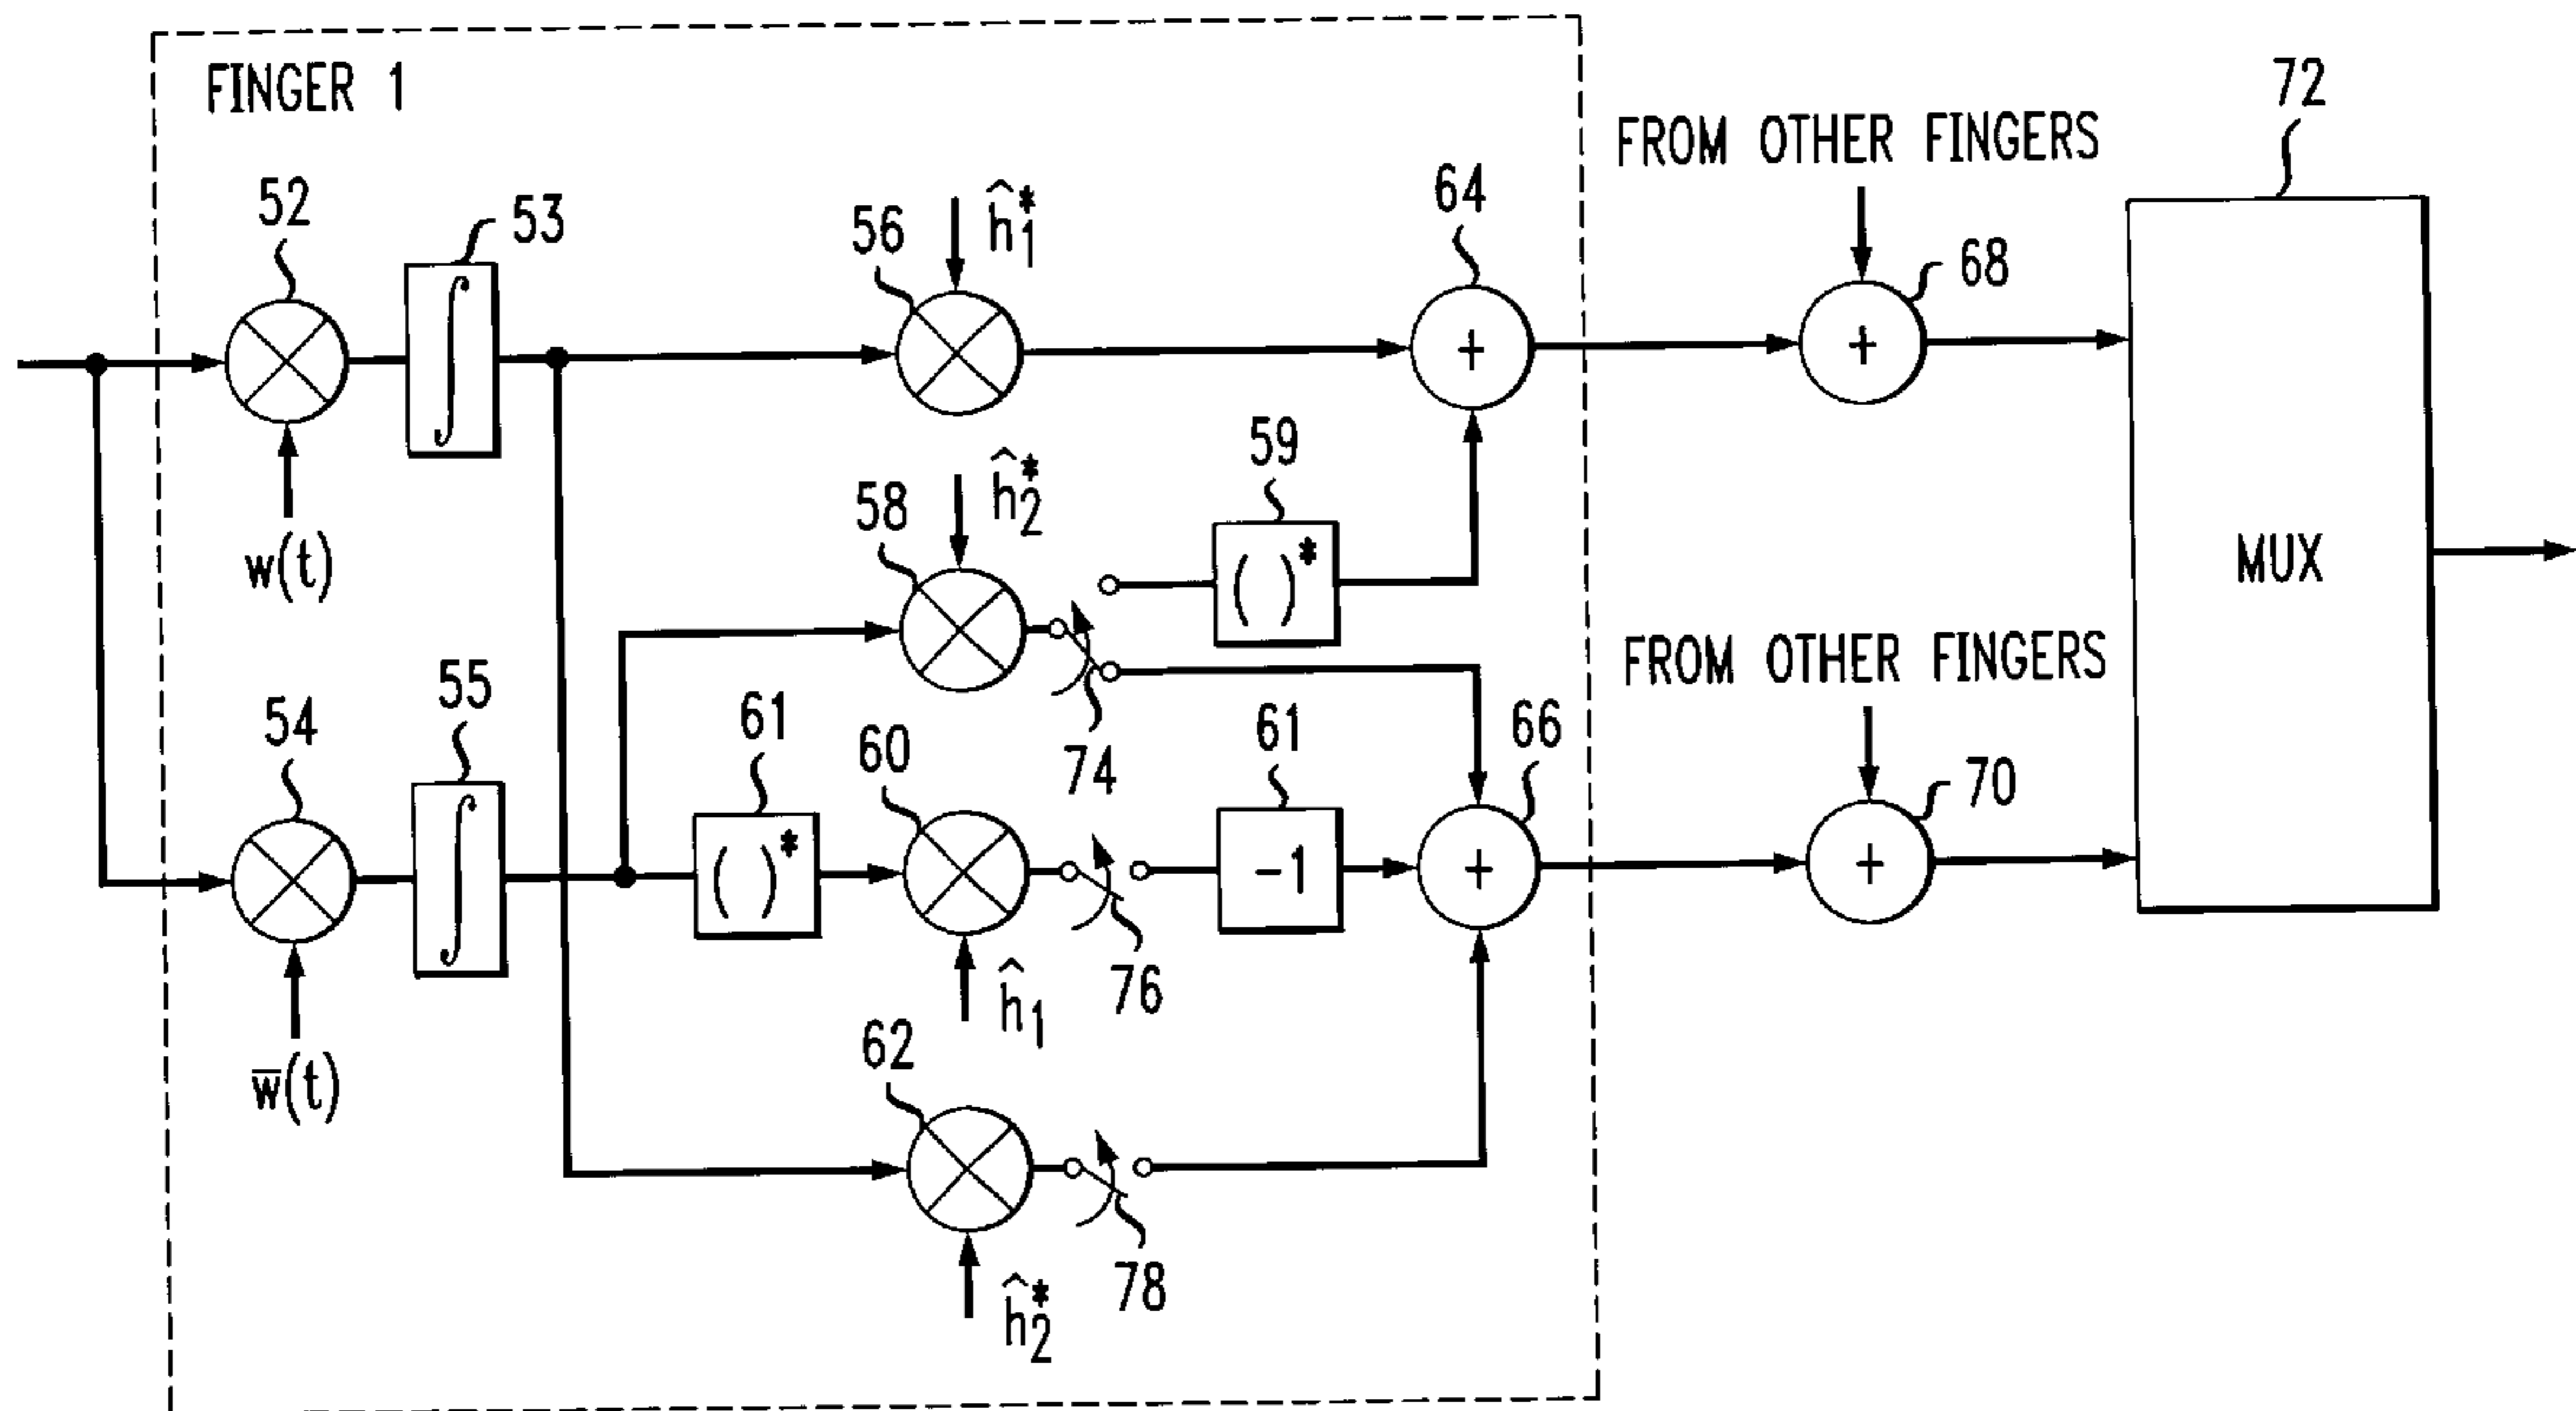 FINGER 1
72
FROM OTHER FINGERS
52
53
56
ĥ₁*
64
68
+
+
w(t)
58
ĥ₂*
59
( )*
MUX
FROM OTHER FINGERS
54
55
61
60
74
61
66
70
( )*
-1
+
+
w̅(t)
ĥ₁
76
62
78
ĥ₂*